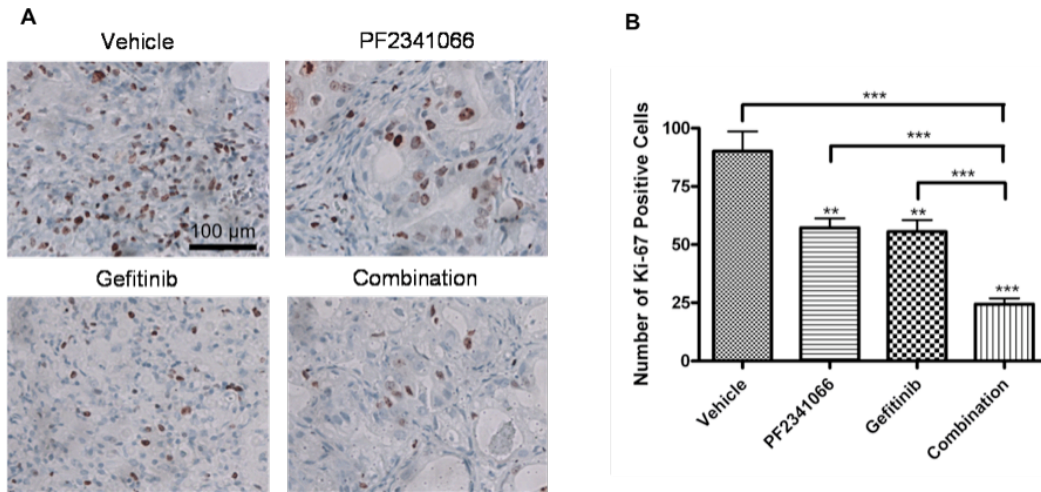 A
Vehicle
PF2341066
100 µm
Gefitinib
Combination
B
Number of Ki-67 Positive Cells
100
75
50
25
0
***
***
***
**
**
***
Vehicle
PF2341066
Gefitinib
Combination